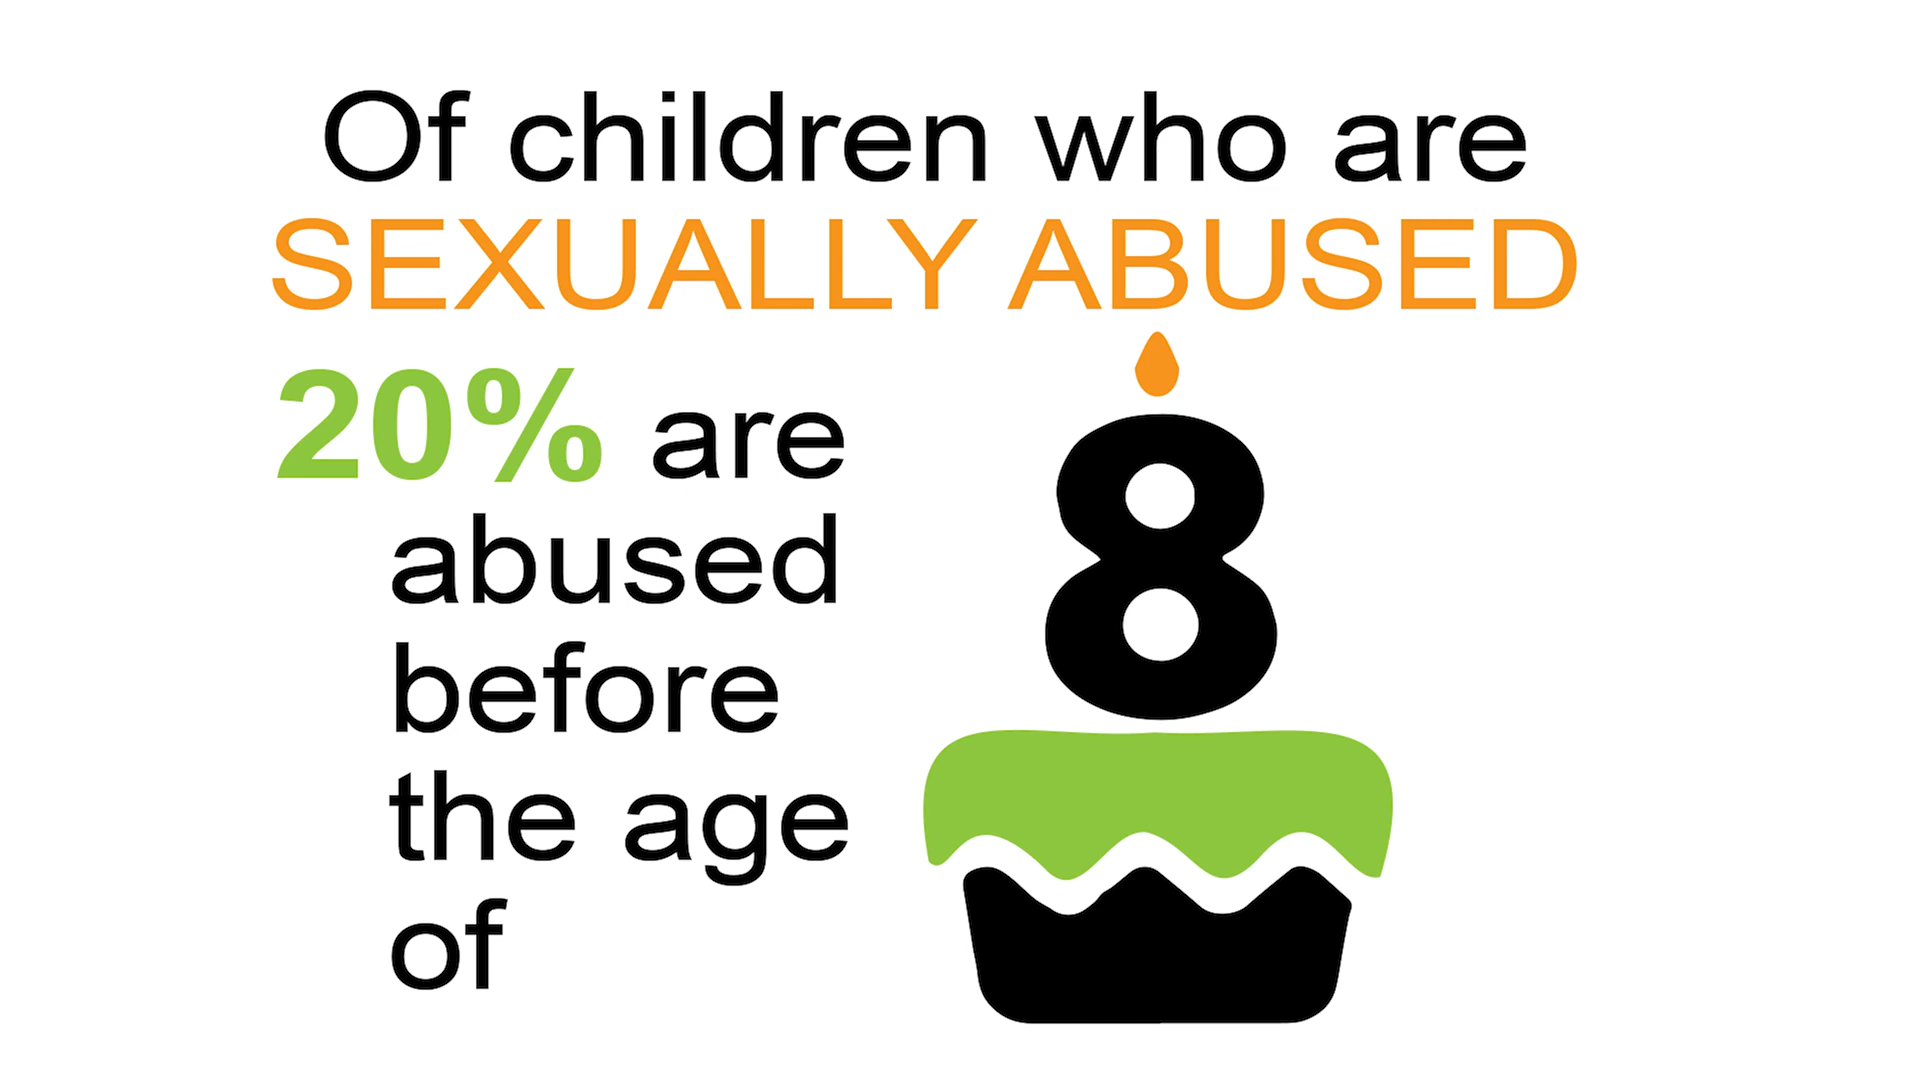 Of children who are
SEXUALLY ABUSED
20% are
abused
before
the age
of
8